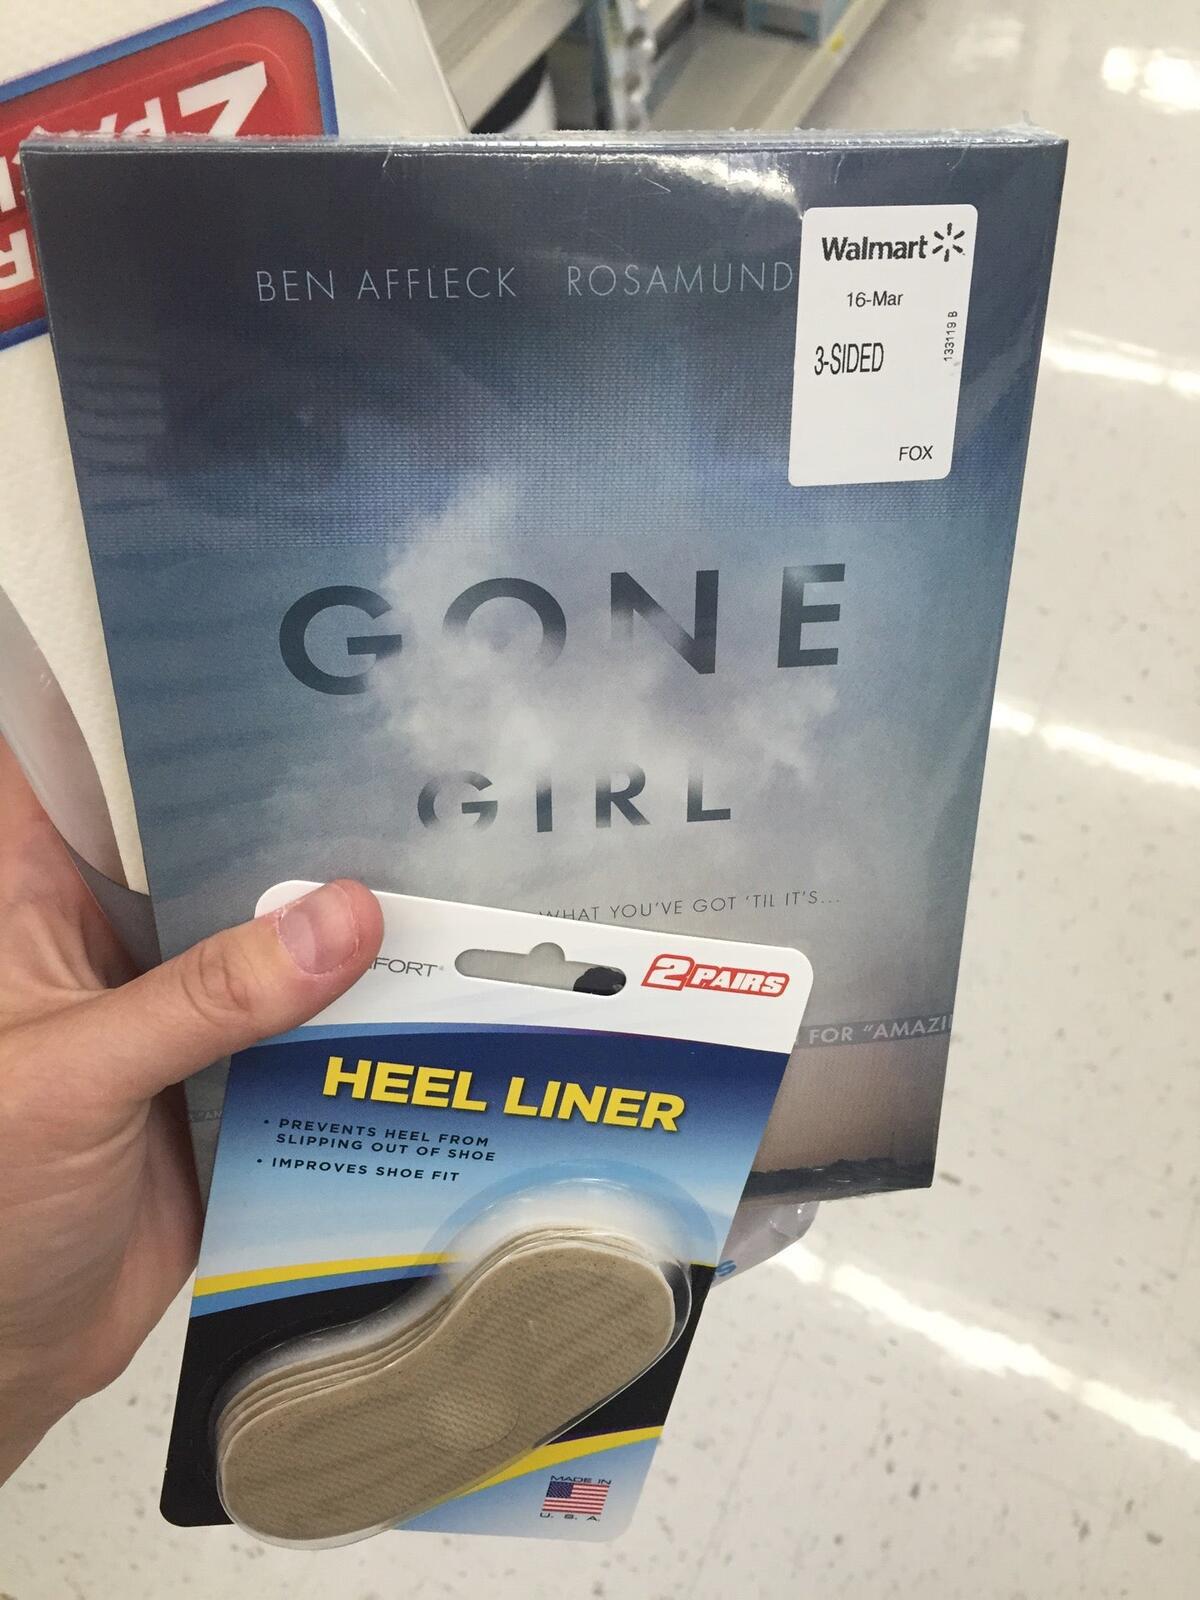 BEN AFFLECK ROSAMUND
Walmart
16-Mar
3-SIDED
133119 B
FOX
GONE
GIRL
WHAT YOU'VE GOT 'TIL IT'S...
FOR "AMAZI
2 PAIRS
HEEL LINER
• PREVENTS HEEL FROM
SLIPPING OUT OF SHOE
• IMPROVES SHOE FIT
MADE IN
U. S. A.